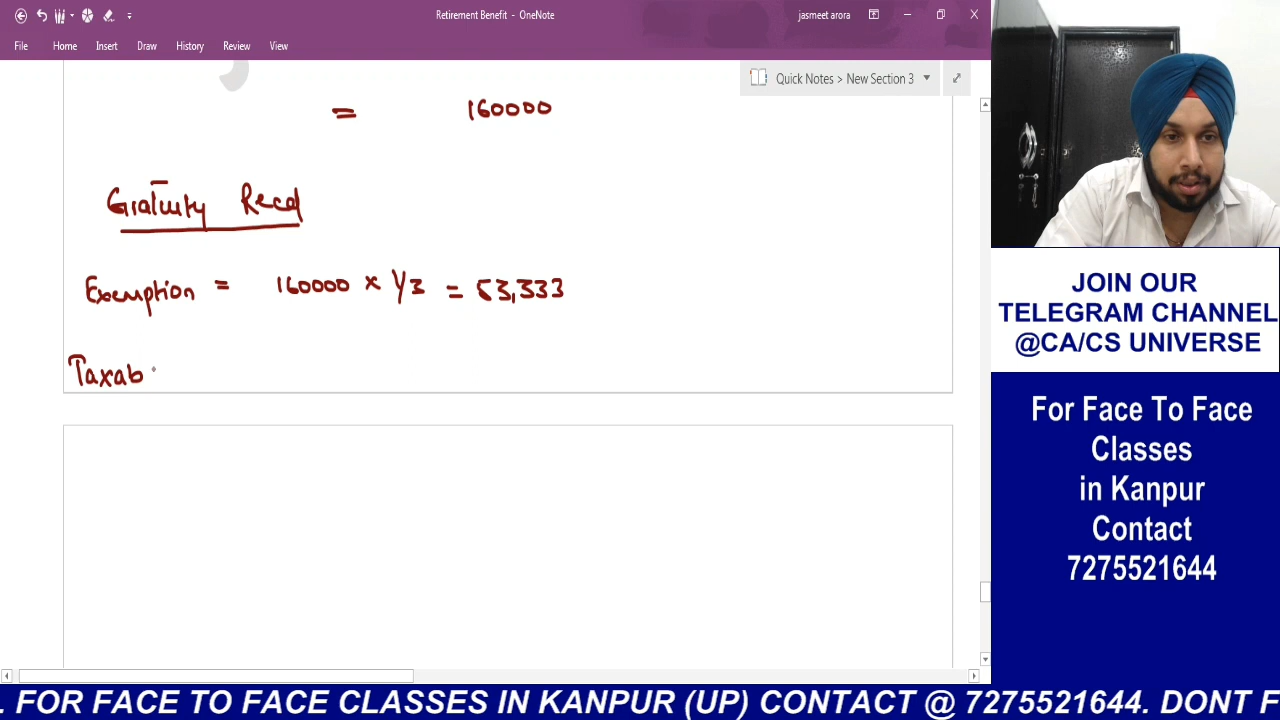 Retirement Benefit - OneNote
jasmeet arora
File Home Insert Draw History Review View
Quick Notes > New Section 3
= 160000
Gratuity Recd
Exemption = 160000 × 1/3 = 53,333
Taxab
JOIN OUR
TELEGRAM CHANNEL
@CA/CS UNIVERSE
For Face To Face
Classes
in Kanpur
Contact
7275521644
. FOR FACE TO FACE CLASSES IN KANPUR (UP) CONTACT @ 7275521644. DONT F